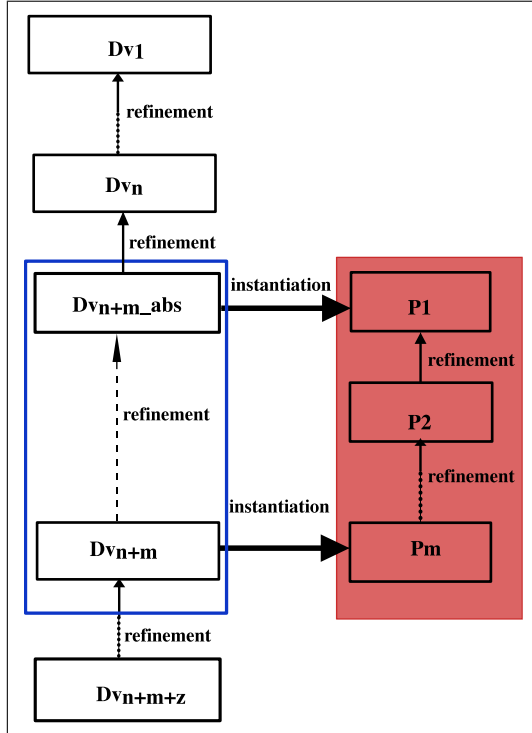 Dv1
refinement
Dvn
refinement
Dvn+m_abs
instantiation
P1
refinement
P2
refinement
refinement
instantiation
Dvn+m
Pm
refinement
Dvn+m+z